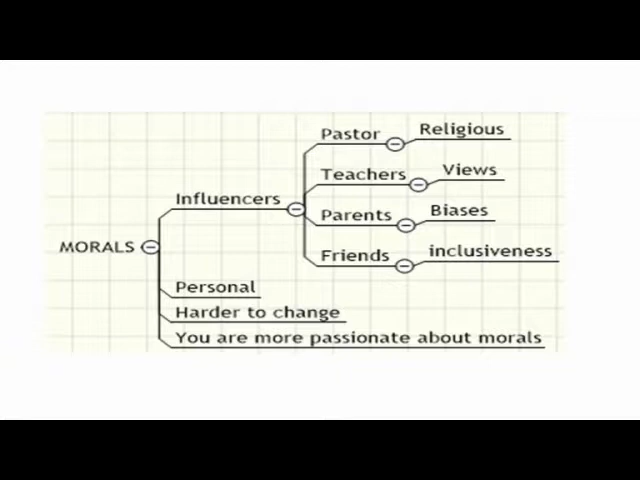 Pastor
Religious
Teachers
Views
Influencers
Parents
Biases
MORALS
Friends
inclusiveness
Personal
Harder to change
You are more passionate about morals